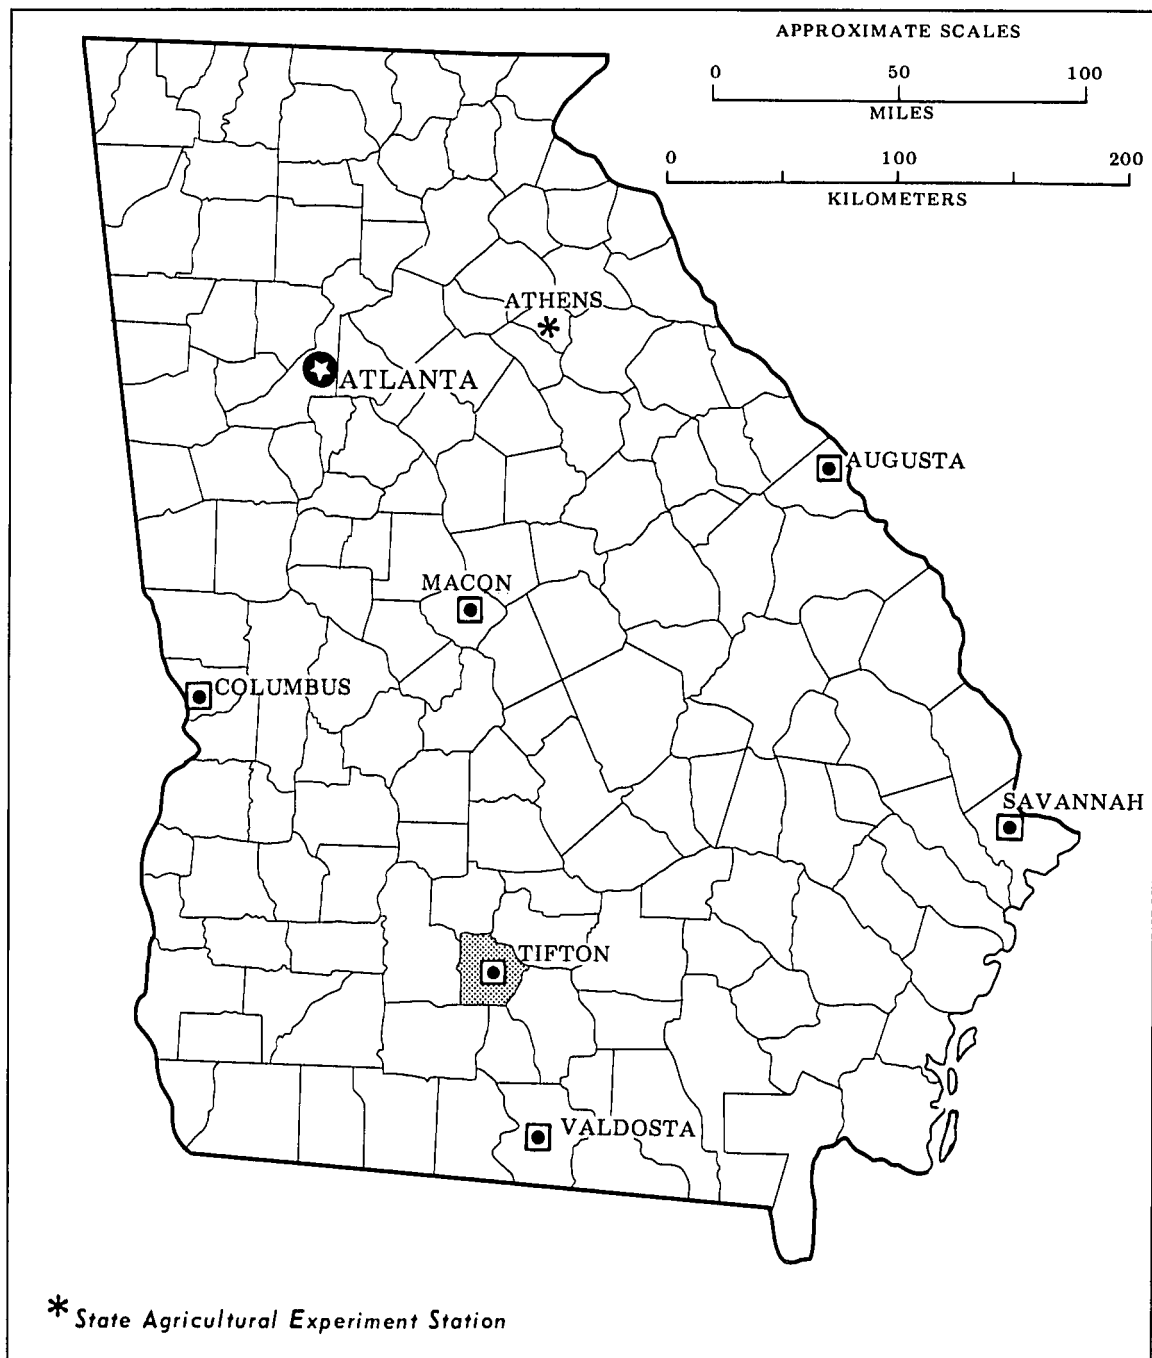 APPROXIMATE SCALES
0 50 100
MILES
0 100 200
KILOMETERS
ATHENS
*
ATLANTA
AUGUSTA
MACON
COLUMBUS
SAVANNAH
TIFTON
VALDOSTA
* State Agricultural Experiment Station